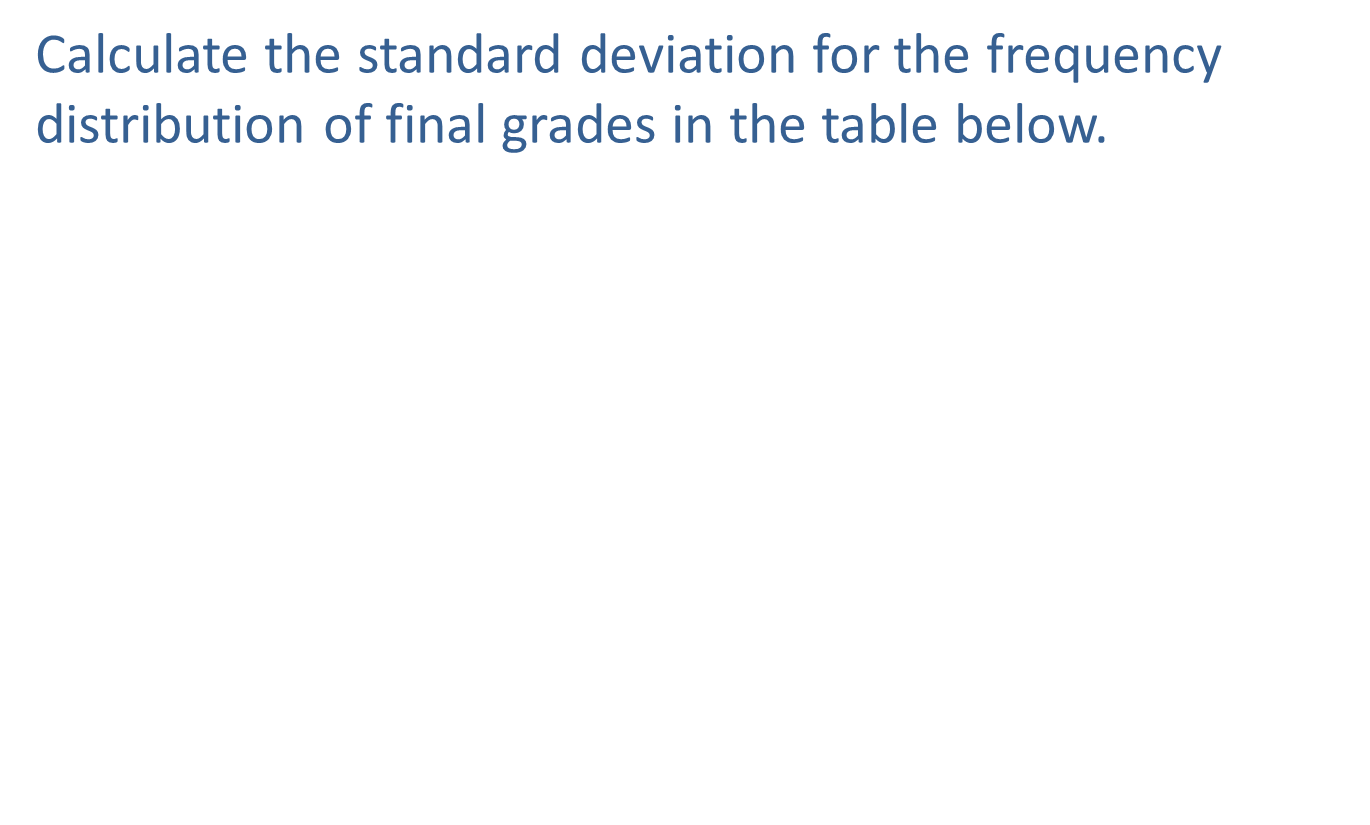 Calculate the standard deviation for the frequency
distribution of final grades in the table below.